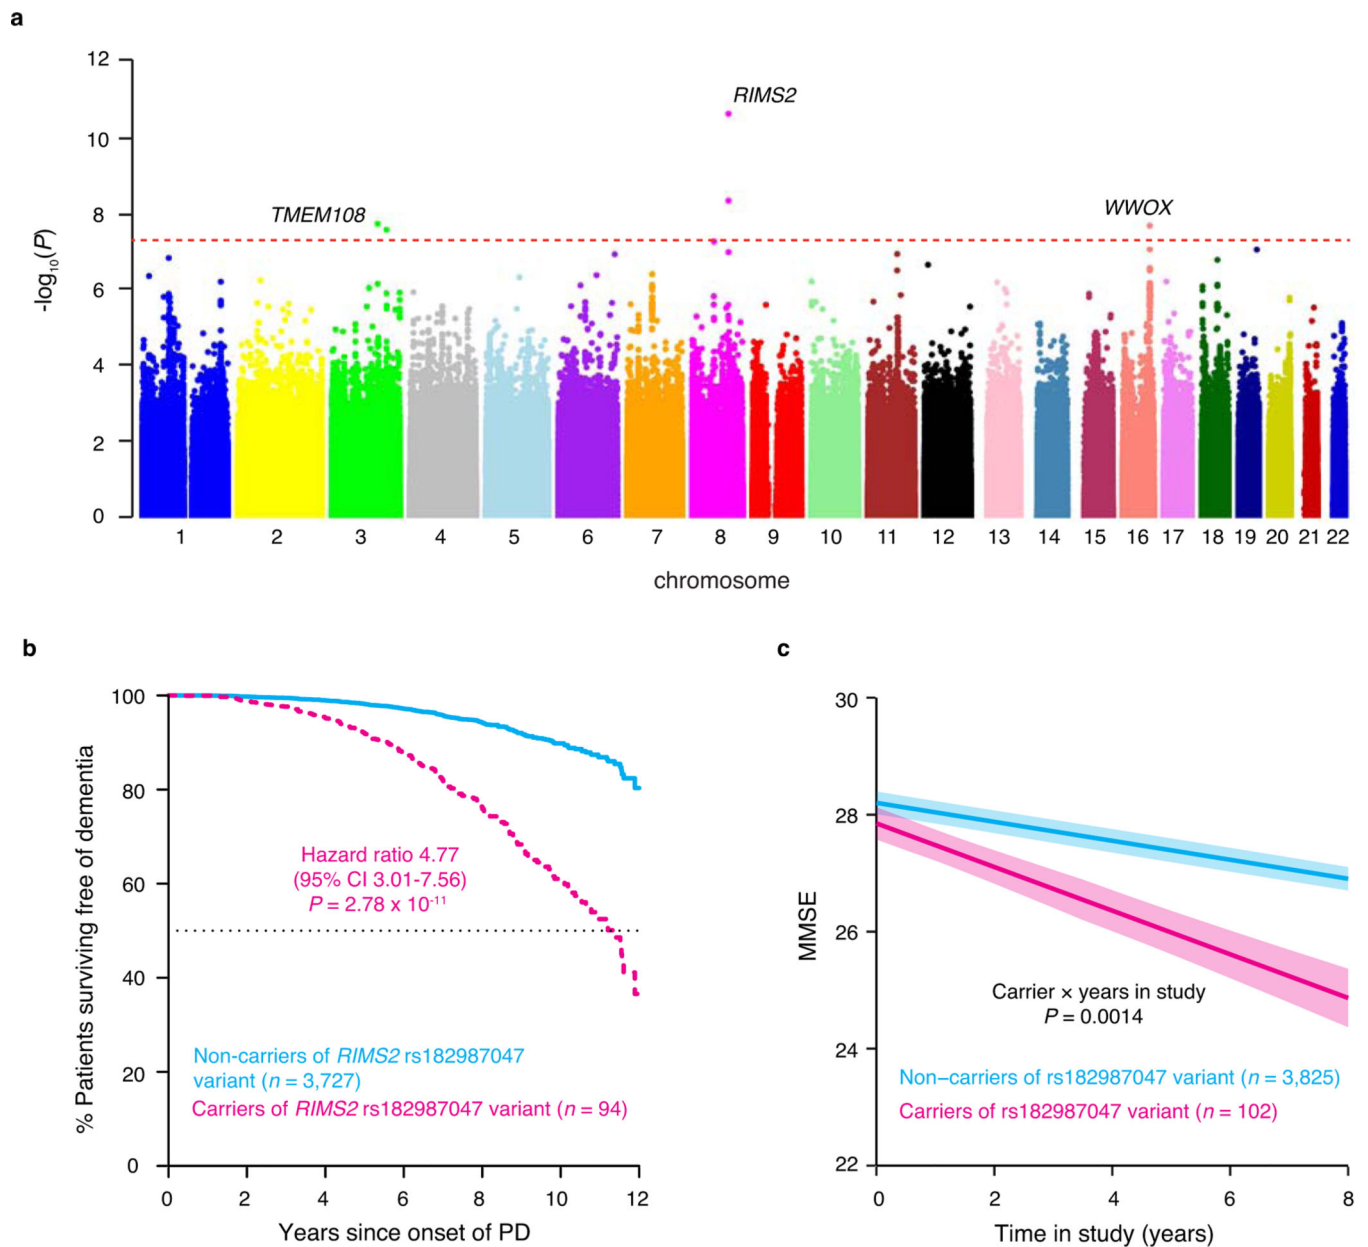 a
12
10
8
6
4
2
0
-log10(P)
RIMS2
TMEM108
WWOX
1 2 3 4 5 6 7 8 9 10 11 12 13 14 15 16 17 18 19 20 21 22
chromosome
b
100
80
60
40
20
0
% Patients surviving free of dementia
Hazard ratio 4.77
(95% CI 3.01-7.56)
P = 2.78 x 10-11
Non-carriers of RIMS2 rs182987047
variant (n = 3,727)
Carriers of RIMS2 rs182987047 variant (n = 94)
0 2 4 6 8 10 12
Years since onset of PD
c
30
28
26
24
22
MMSE
Carrier × years in study
P = 0.0014
Non−carriers of rs182987047 variant (n = 3,825)
Carriers of rs182987047 variant (n = 102)
0 2 4 6 8
Time in study (years)